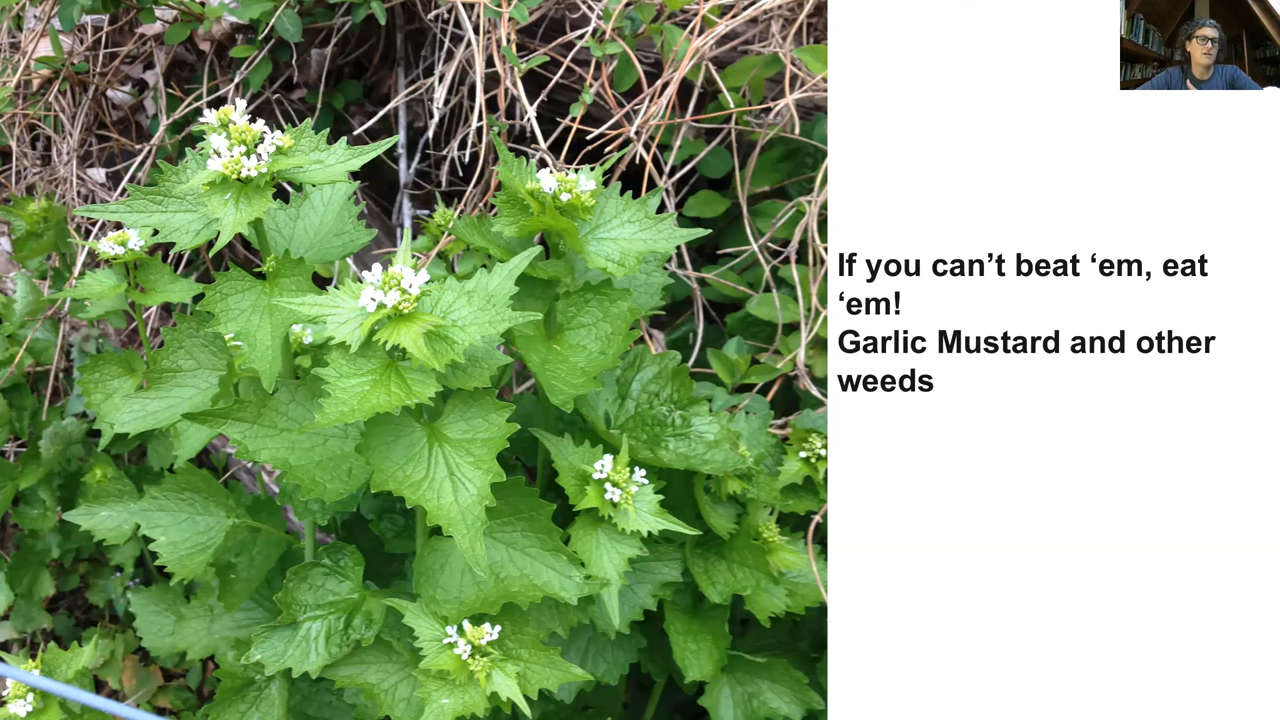 If you can’t beat ‘em, eat
‘em!
Garlic Mustard and other
weeds